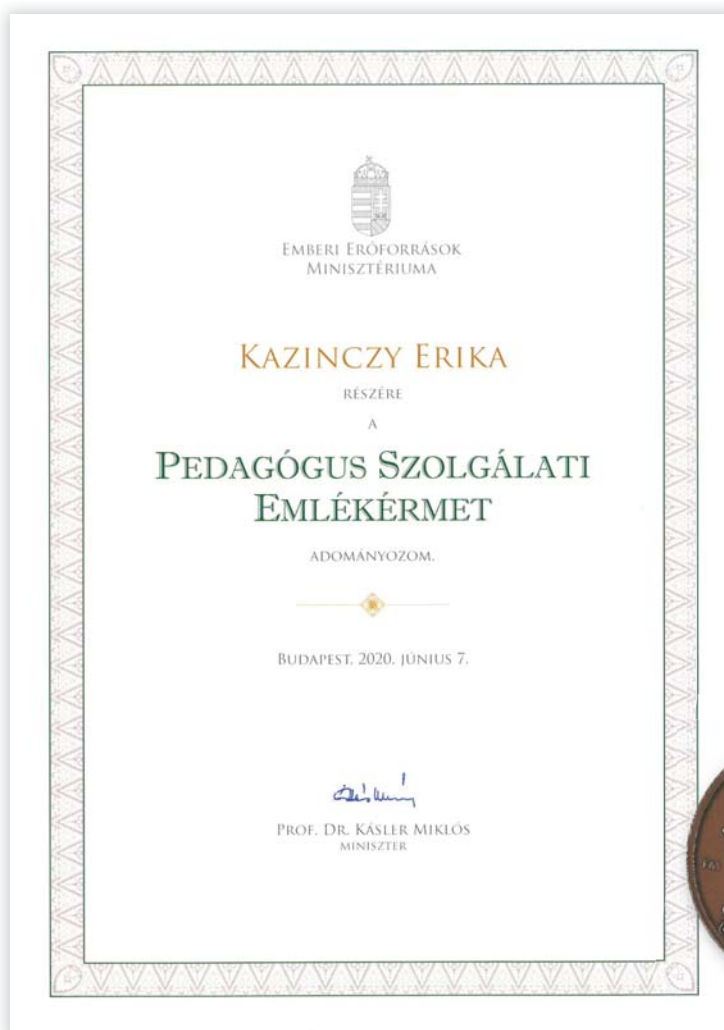 EMBERI ERŐFORRÁSOK
MINISZTÉRIUMA
KAZINCZY ERIKA
RÉSZÉRE
A
PEDAGÓGUS SZOLGÁLATI
EMLÉKÉRMET
ADOMÁNYOZOM.
BUDAPEST, 2020. JÚNIUS 7.
PROF. DR. KÁSLER MIKLÓS
MINISZTER